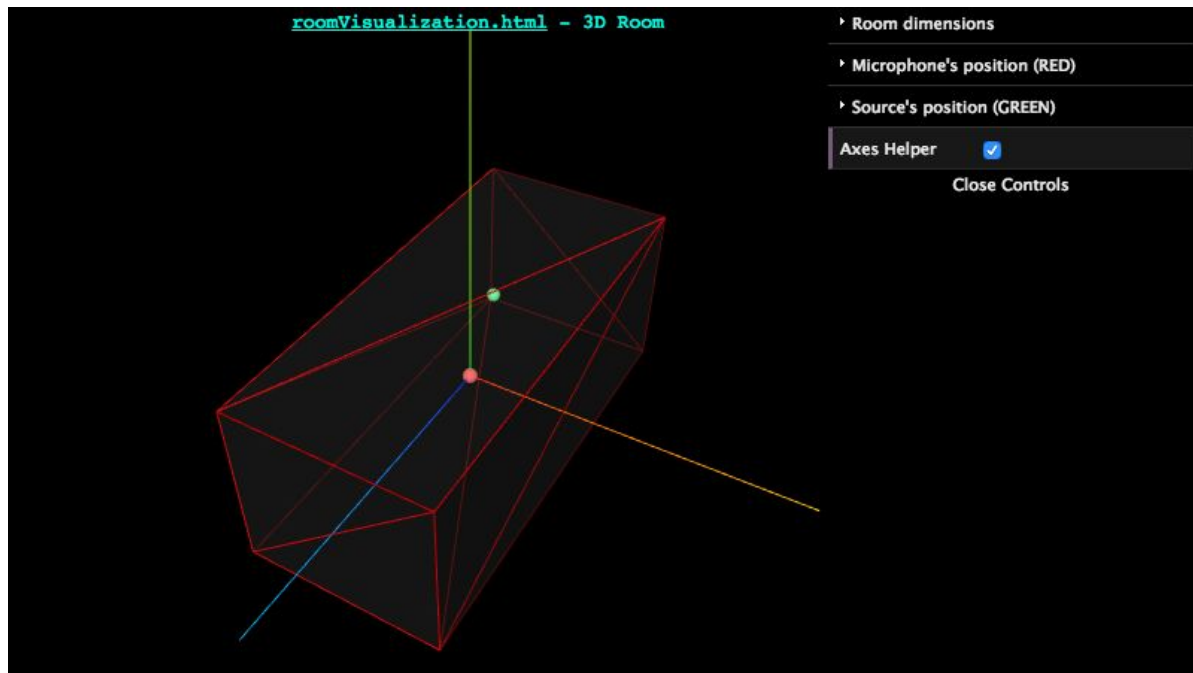 roomVisualization.html - 3D Room
Room dimensions
Microphone's position (RED)
Source's position (GREEN)
Axes Helper
Close Controls